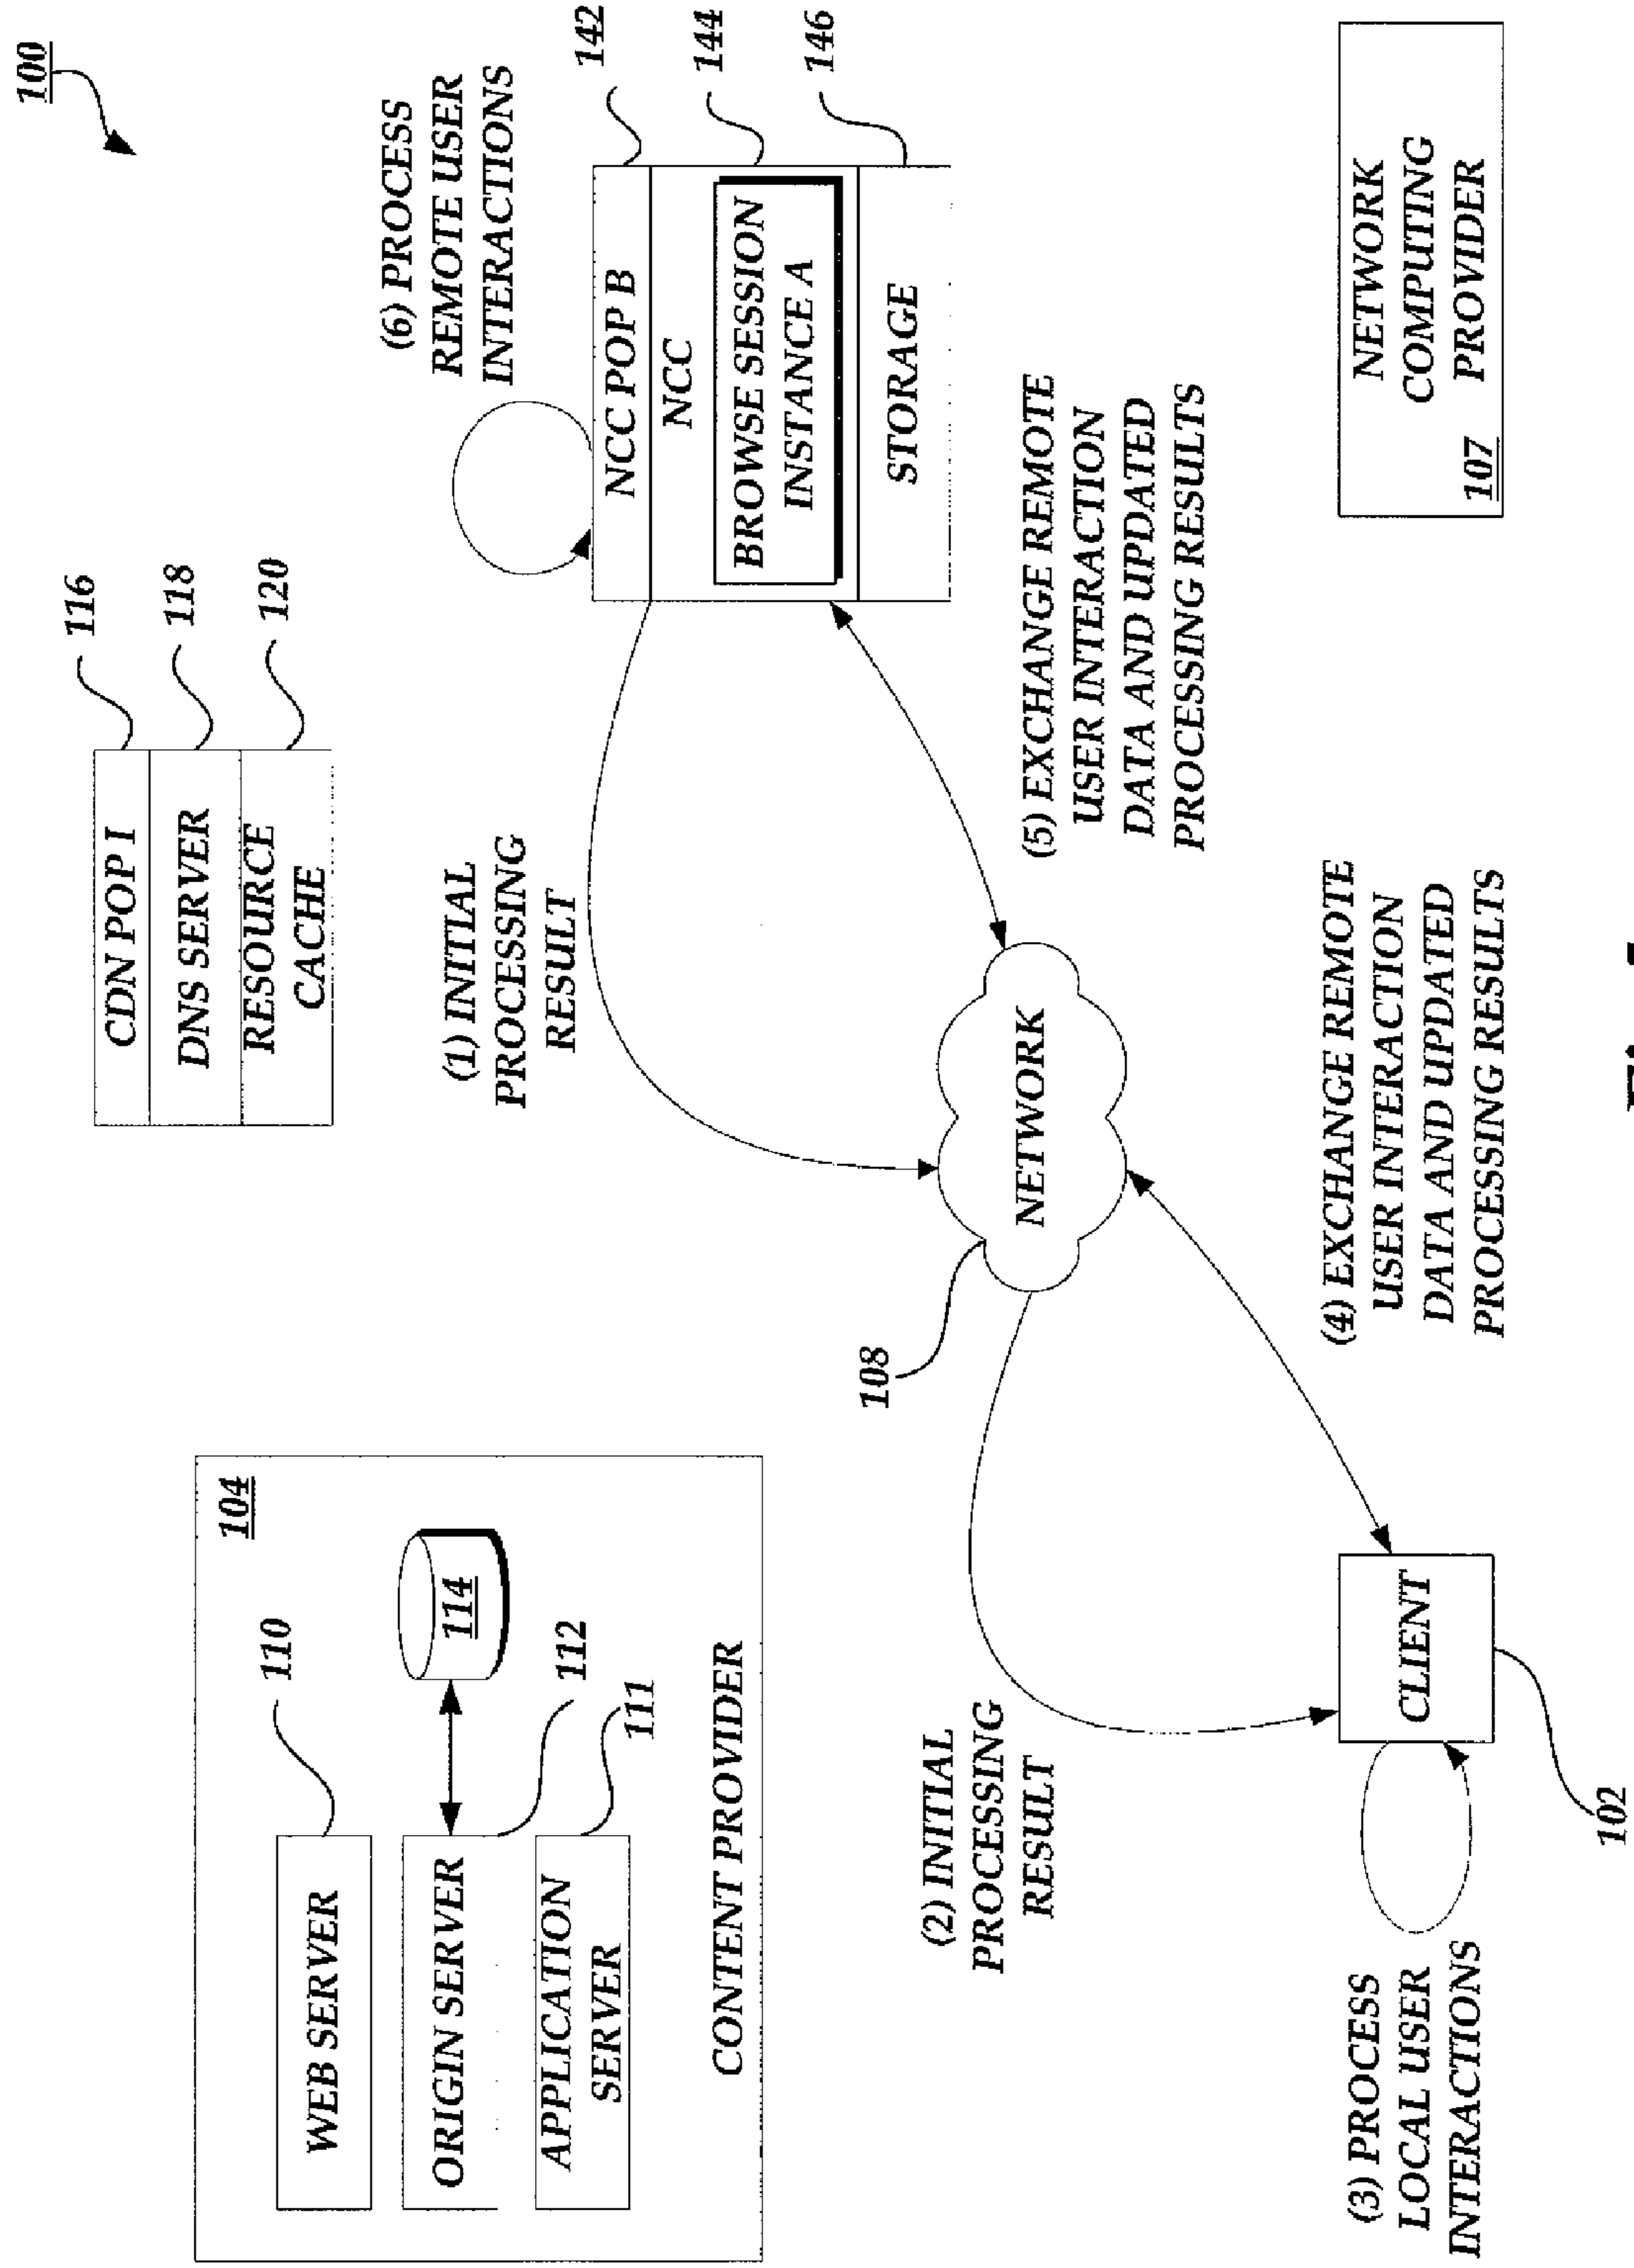 100
104
110
WEB SERVER
ORIGIN SERVER
114
112
APPLICATION
SERVER
111
CONTENT PROVIDER
CDN POP I
DNS SERVER
RESOURCE
CACHE
116
118
120
(6) PROCESS
REMOTE USER
INTERACTIONS
142
144
146
NCC POP B
NCC
BROWSE SESSION
INSTANCE A
STORAGE
(1) INITIAL
PROCESSING
RESULT
108
NETWORK
(5) EXCHANGE REMOTE
USER INTERACTION
DATA AND UPDATED
PROCESSING RESULTS
(2) INITIAL
PROCESSING
RESULT
(3) PROCESS
LOCAL USER
INTERACTIONS
CLIENT
102
(4) EXCHANGE REMOTE
USER INTERACTION
DATA AND UPDATED
PROCESSING RESULTS
NETWORK
COMPUTING
PROVIDER
107